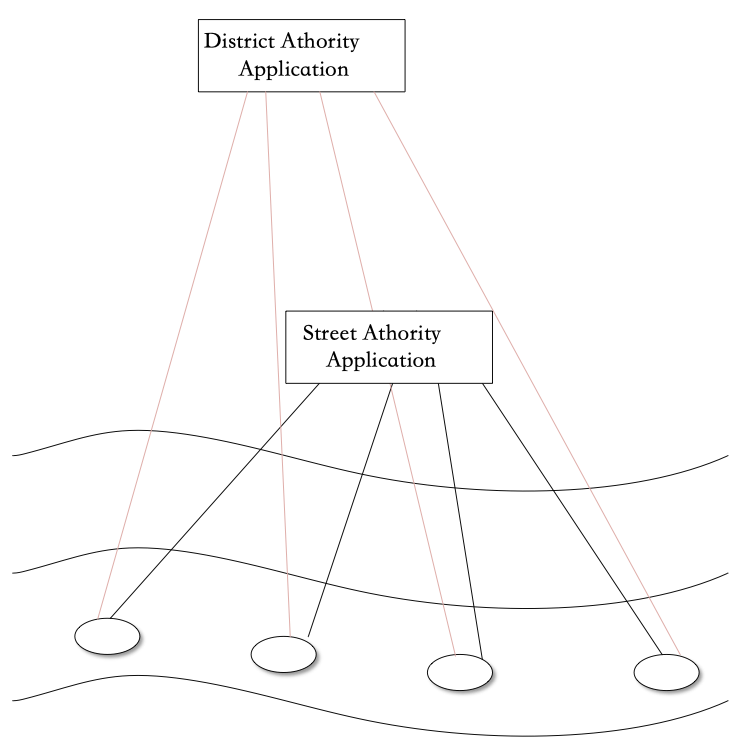 District Athority
Application
Street Athority
Application